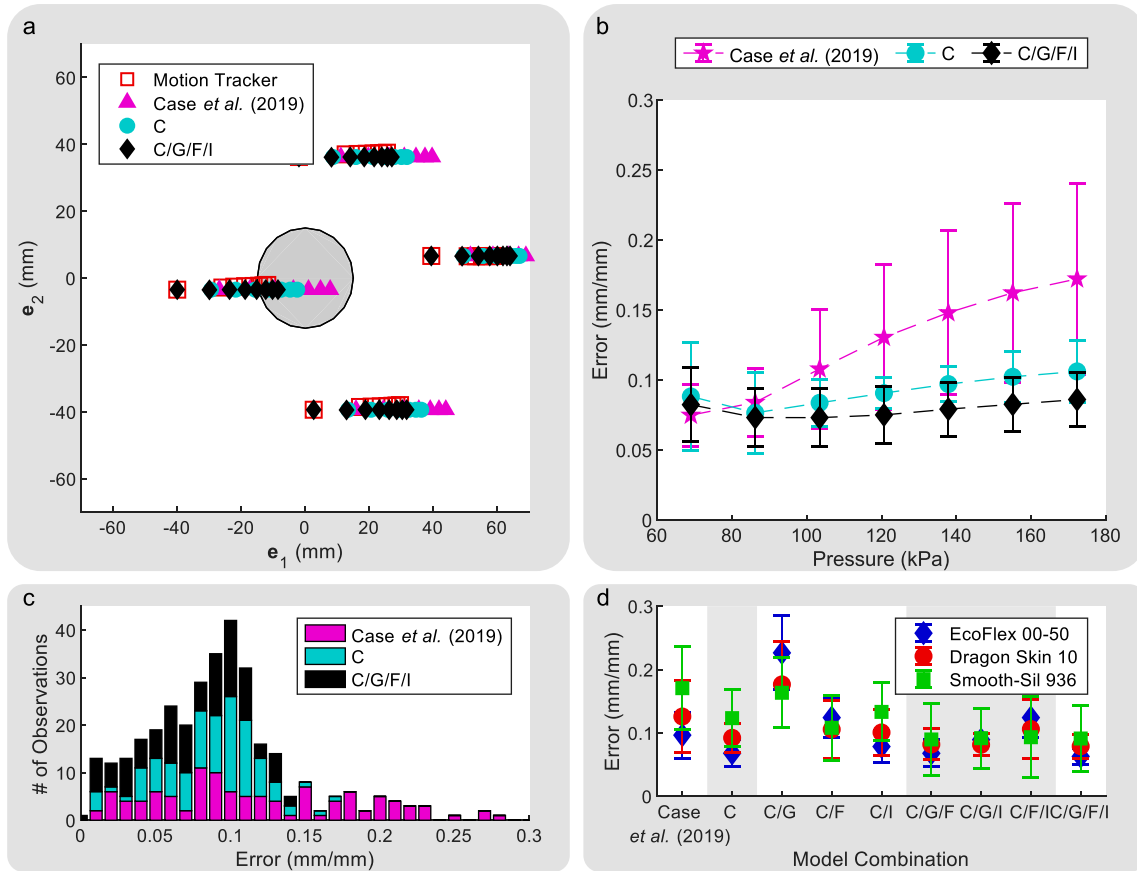 a
Motion Tracker
Case et al. (2019)
C
C/G/F/I
60
40
20
0
-20
-40
-60
e2 (mm)
-60 -40 -20 0 20 40 60
e1 (mm)
b
Case et al. (2019) C C/G/F/I
0.3
0.25
0.2
0.15
0.1
0.05
0
Error (mm/mm)
60 80 100 120 140 160 180
Pressure (kPa)
c
Case et al. (2019)
C
C/G/F/I
40
30
20
10
0
# of Observations
0 0.05 0.1 0.15 0.2 0.25 0.3
Error (mm/mm)
d
EcoFlex 00-50
Dragon Skin 10
Smooth-Sil 936
0.3
0.2
0.1
0
Error (mm/mm)
Case C C/G C/F C/I C/G/F C/G/I C/F/I C/G/F/I
et al. (2019)
Model Combination